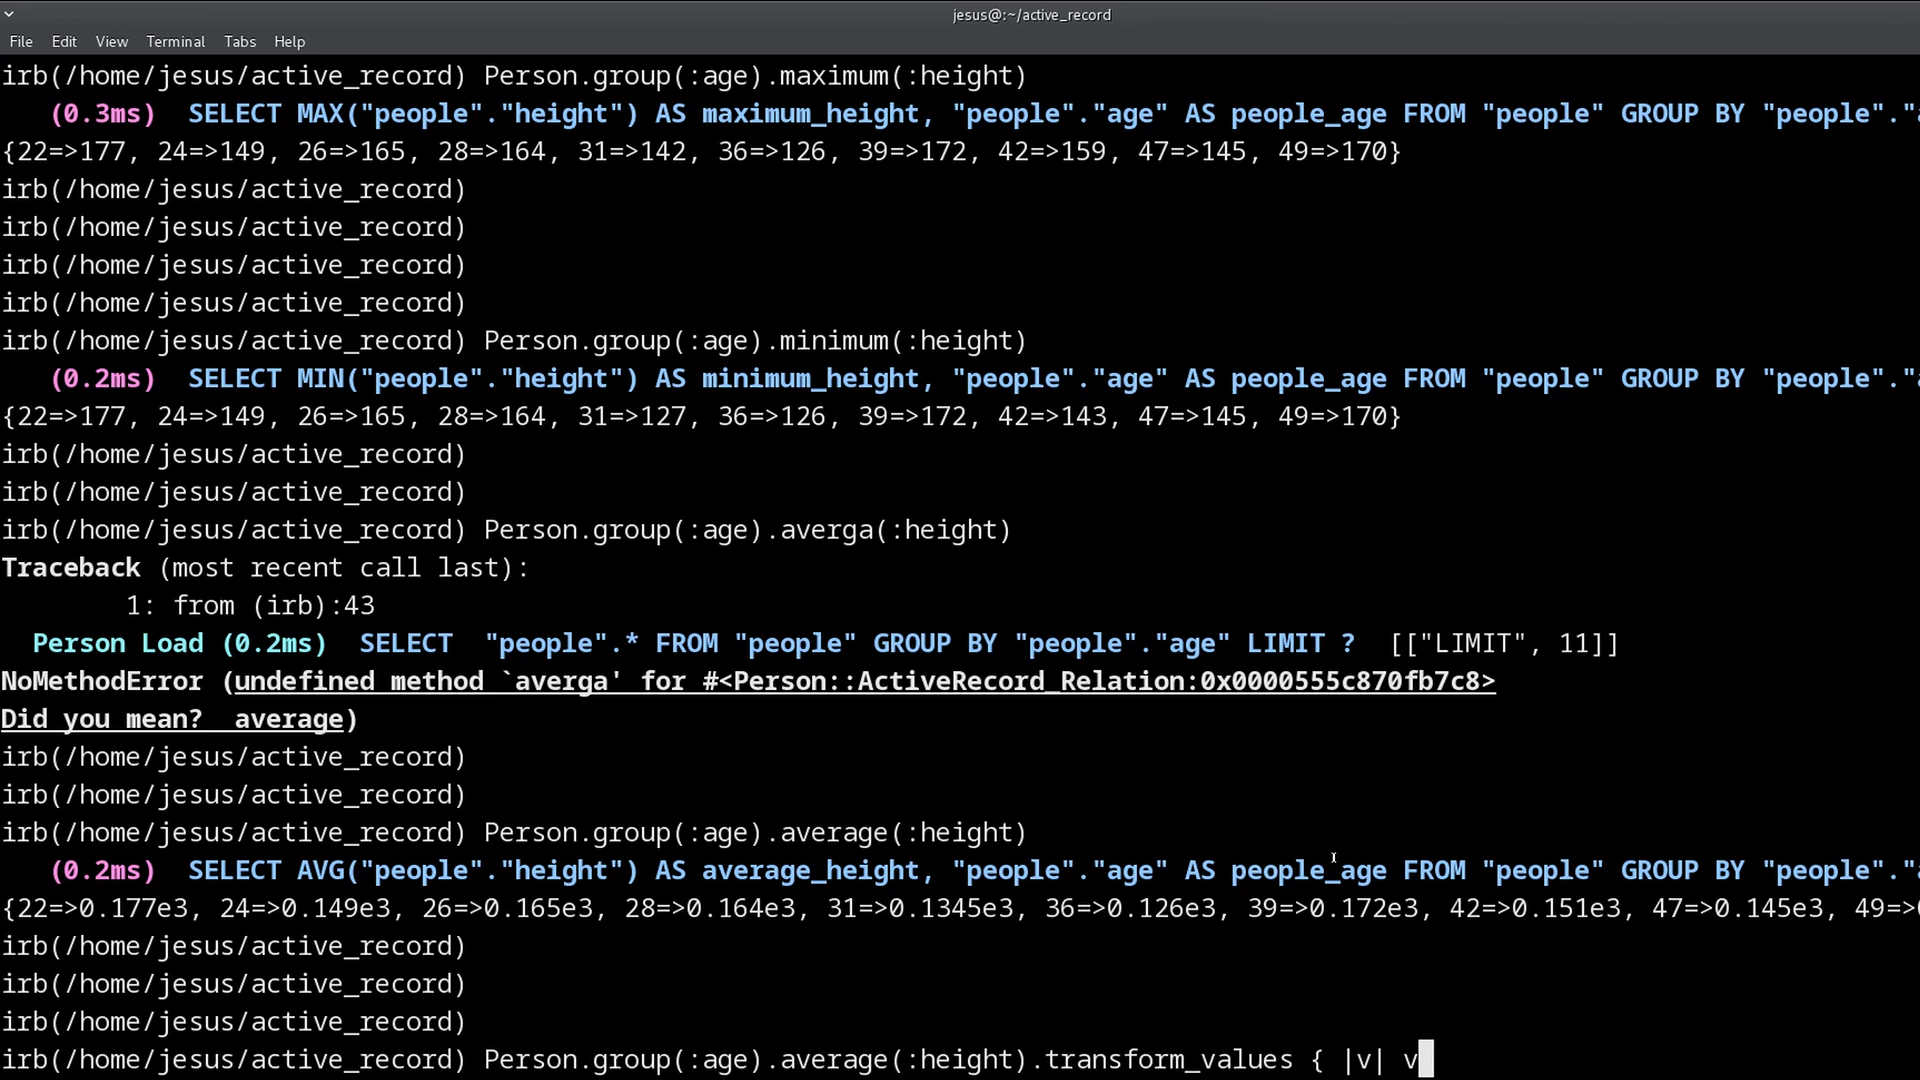 jesus@:~/active_record
File Edit View Terminal Tabs Help
irb(/home/jesus/active_record) Person.group(:age).maximum(:height)
   (0.3ms)  SELECT MAX("people"."height") AS maximum_height, "people"."age" AS people_age FROM "people" GROUP BY "people"."a
{22=>177, 24=>149, 26=>165, 28=>164, 31=>142, 36=>126, 39=>172, 42=>159, 47=>145, 49=>170}
irb(/home/jesus/active_record)
irb(/home/jesus/active_record)
irb(/home/jesus/active_record)
irb(/home/jesus/active_record)
irb(/home/jesus/active_record) Person.group(:age).minimum(:height)
   (0.2ms)  SELECT MIN("people"."height") AS minimum_height, "people"."age" AS people_age FROM "people" GROUP BY "people"."a
{22=>177, 24=>149, 26=>165, 28=>164, 31=>127, 36=>126, 39=>172, 42=>143, 47=>145, 49=>170}
irb(/home/jesus/active_record)
irb(/home/jesus/active_record)
irb(/home/jesus/active_record) Person.group(:age).averga(:height)
Traceback (most recent call last):
        1: from (irb):43
  Person Load (0.2ms)  SELECT  "people".* FROM "people" GROUP BY "people"."age" LIMIT ?  [["LIMIT", 11]]
NoMethodError (undefined method `averga' for #<Person::ActiveRecord_Relation:0x0000555c870fb7c8>
Did you mean?  average)
irb(/home/jesus/active_record)
irb(/home/jesus/active_record)
irb(/home/jesus/active_record) Person.group(:age).average(:height)
   (0.2ms)  SELECT AVG("people"."height") AS average_height, "people"."age" AS people_age FROM "people" GROUP BY "people"."a
{22=>0.177e3, 24=>0.149e3, 26=>0.165e3, 28=>0.164e3, 31=>0.1345e3, 36=>0.126e3, 39=>0.172e3, 42=>0.151e3, 47=>0.145e3, 49=>
irb(/home/jesus/active_record)
irb(/home/jesus/active_record)
irb(/home/jesus/active_record)
irb(/home/jesus/active_record) Person.group(:age).average(:height).transform_values { |v| v